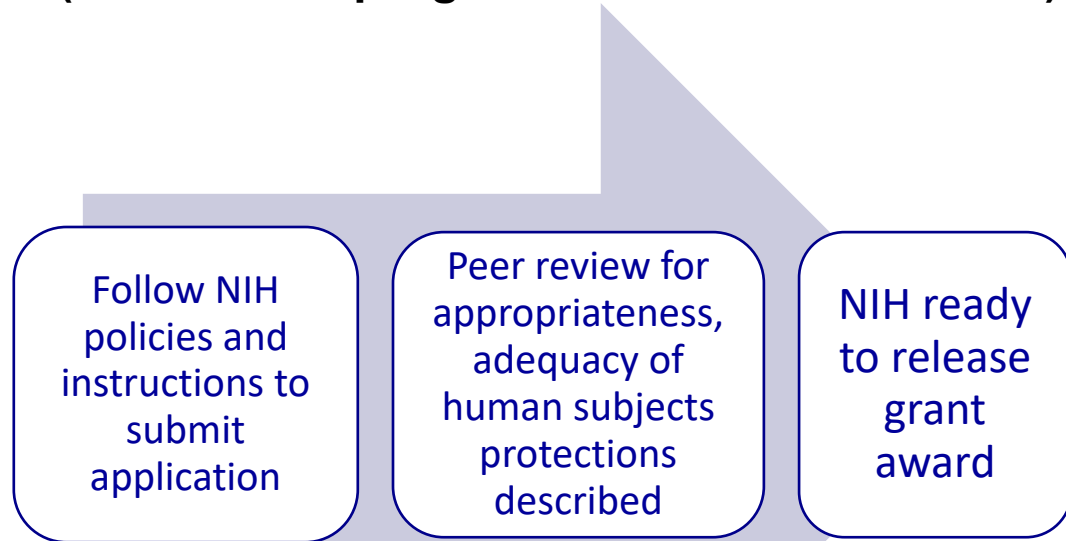 Follow NIH
policies and
instructions to
submit
application
Peer review for
appropriateness,
adequacy of
human subjects
protections
described
NIH ready
to release
grant
award